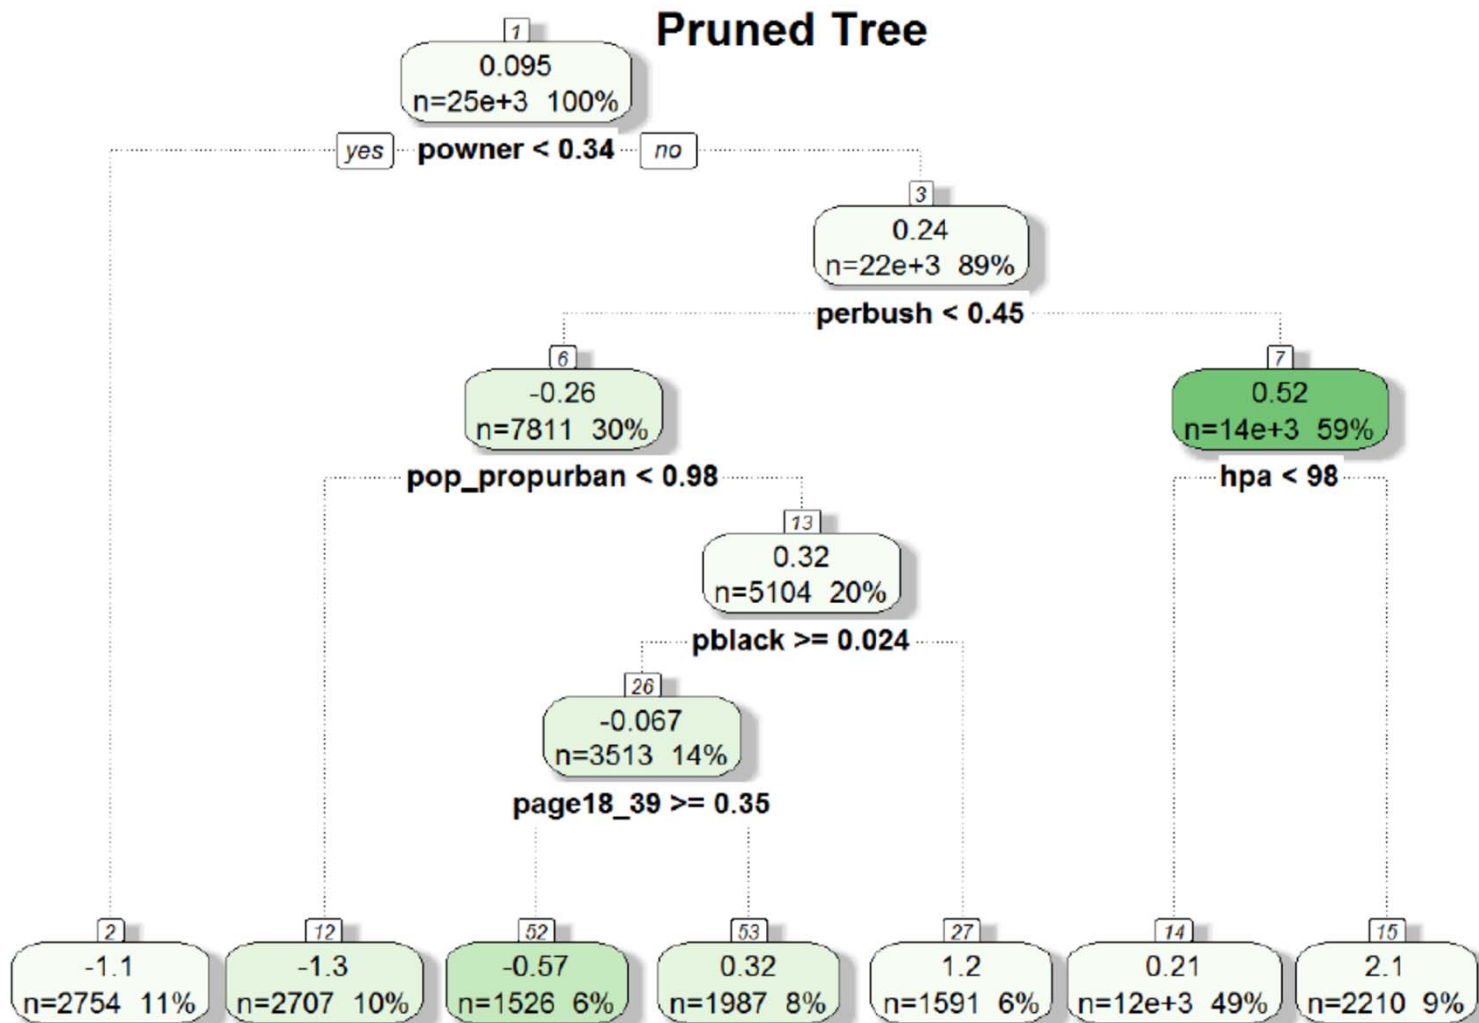 Pruned Tree
1
0.095
n=25e+3 100%
yes powner < 0.34 no
3
0.24
n=22e+3 89%
perbush < 0.45
6
-0.26
n=7811 30%
7
0.52
n=14e+3 59%
pop_propurban < 0.98
hpa < 98
13
0.32
n=5104 20%
pblack >= 0.024
26
-0.067
n=3513 14%
page18_39 >= 0.35
2
-1.1
n=2754 11%
12
-1.3
n=2707 10%
52
-0.57
n=1526 6%
53
0.32
n=1987 8%
27
1.2
n=1591 6%
14
0.21
n=12e+3 49%
15
2.1
n=2210 9%